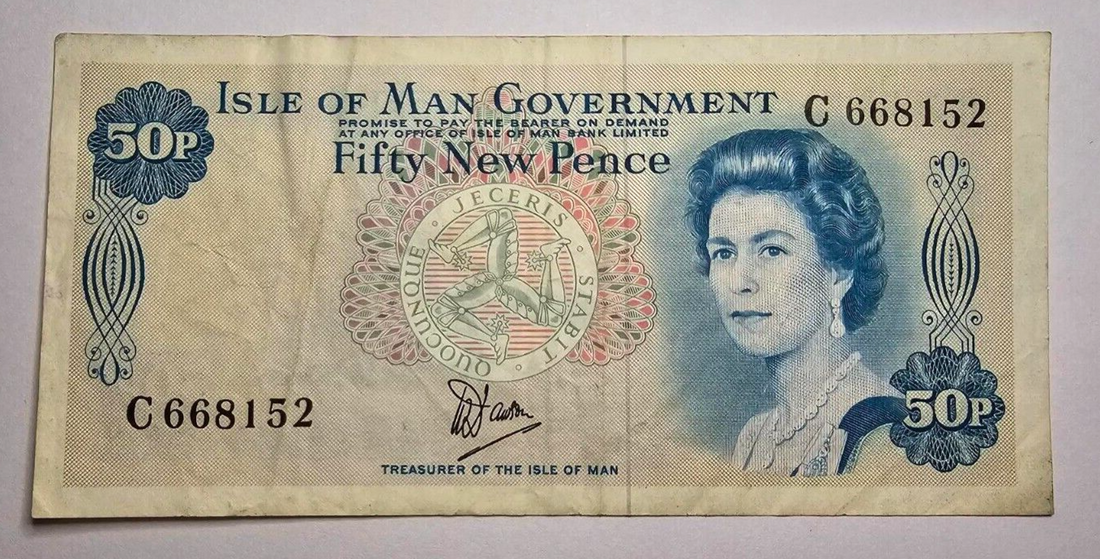 ISLE OF MAN GOVERNMENT
C 668152
PROMISE TO PAY THE BEARER ON DEMAND
AT ANY OFFICE OF ISLE OF MAN BANK LIMITED
50P
Fifty New Pence
QUOCUNQUE · JECERIS · STABIT
50P
C 668152
TREASURER OF THE ISLE OF MAN